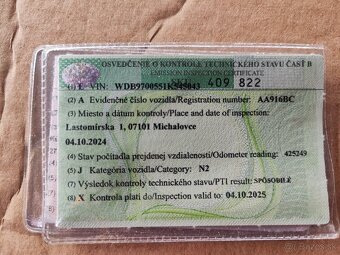 OSVEDČENIE O KONTROLE TECHNICKÉHO STAVU ČASŤ B
EMISSION INSPECTION CERTIFICATE
409 822
(1) E - VIN: WDB9700551K545043
(2) A Evidenčné číslo vozidla/Registration number: AA916BC
(3) Miesto a dátum kontroly/Place and date of inspection:
Lastomírska 1, 07101 Michalovce
04.10.2024
(4) Stav počítadla prejdenej vzdialenosti/Odometer reading: 425249
(5) J Kategória vozidla/Category: N2
(7) Výsledok kontroly technického stavu/PTI result: SPÔSOBILÉ
(8) X Kontrola platí do/Inspection valid to: 04.10.2025